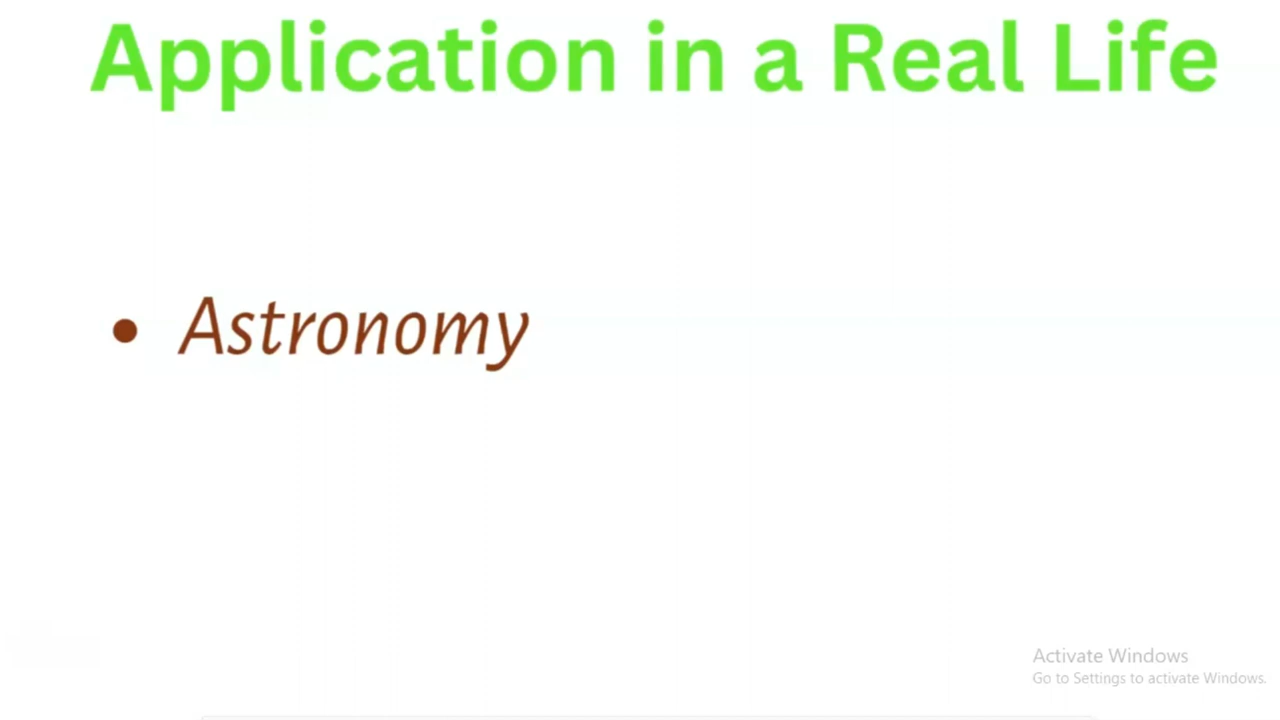 Application in a Real Life
• Astronomy
Activate Windows
Go to Settings to activate Windows.